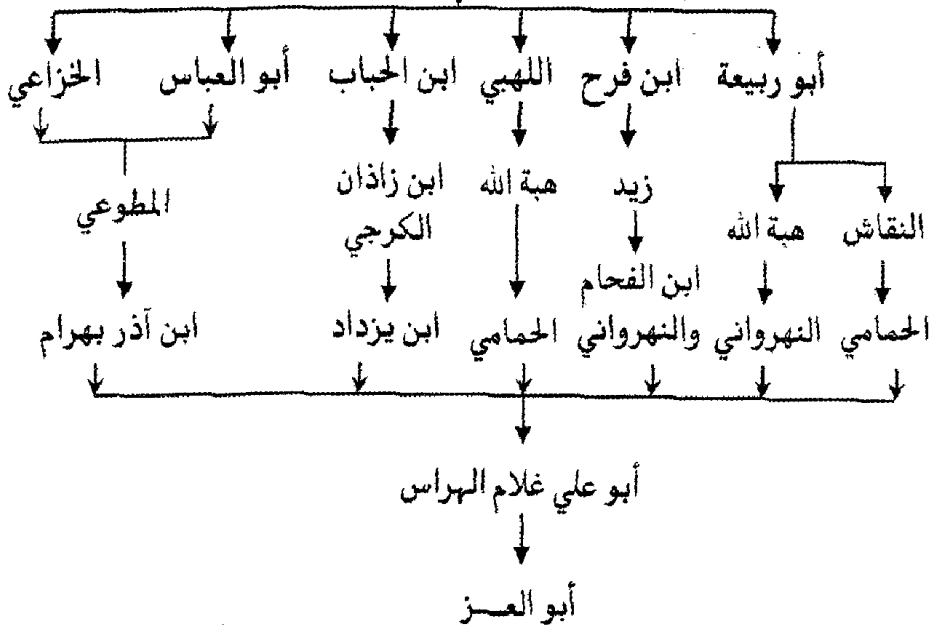 أبو ربيعة ابن فرح اللهبي ابن الحباب أبو العباس الخزاعي
زيد هبة الله ابن زاذان المطوعي
النقاش هبة الله الكرجي
ابن الفحام
الحمامي النهرواني والنهرواني الحمامي ابن يزداد ابن آذر بهرام
أبو علي غلام الهراس
أبو العـــز